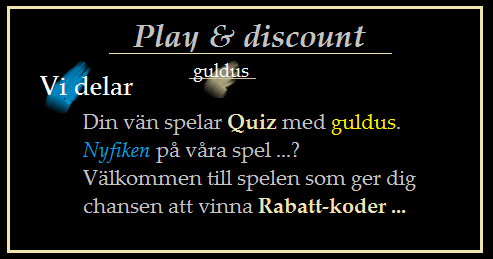 Play & discount
guldus
Vi delar
Din vän spelar Quiz med guldus.
Nyfiken på våra spel ...?
Välkommen till spelen som ger dig
chansen att vinna Rabatt-koder ...